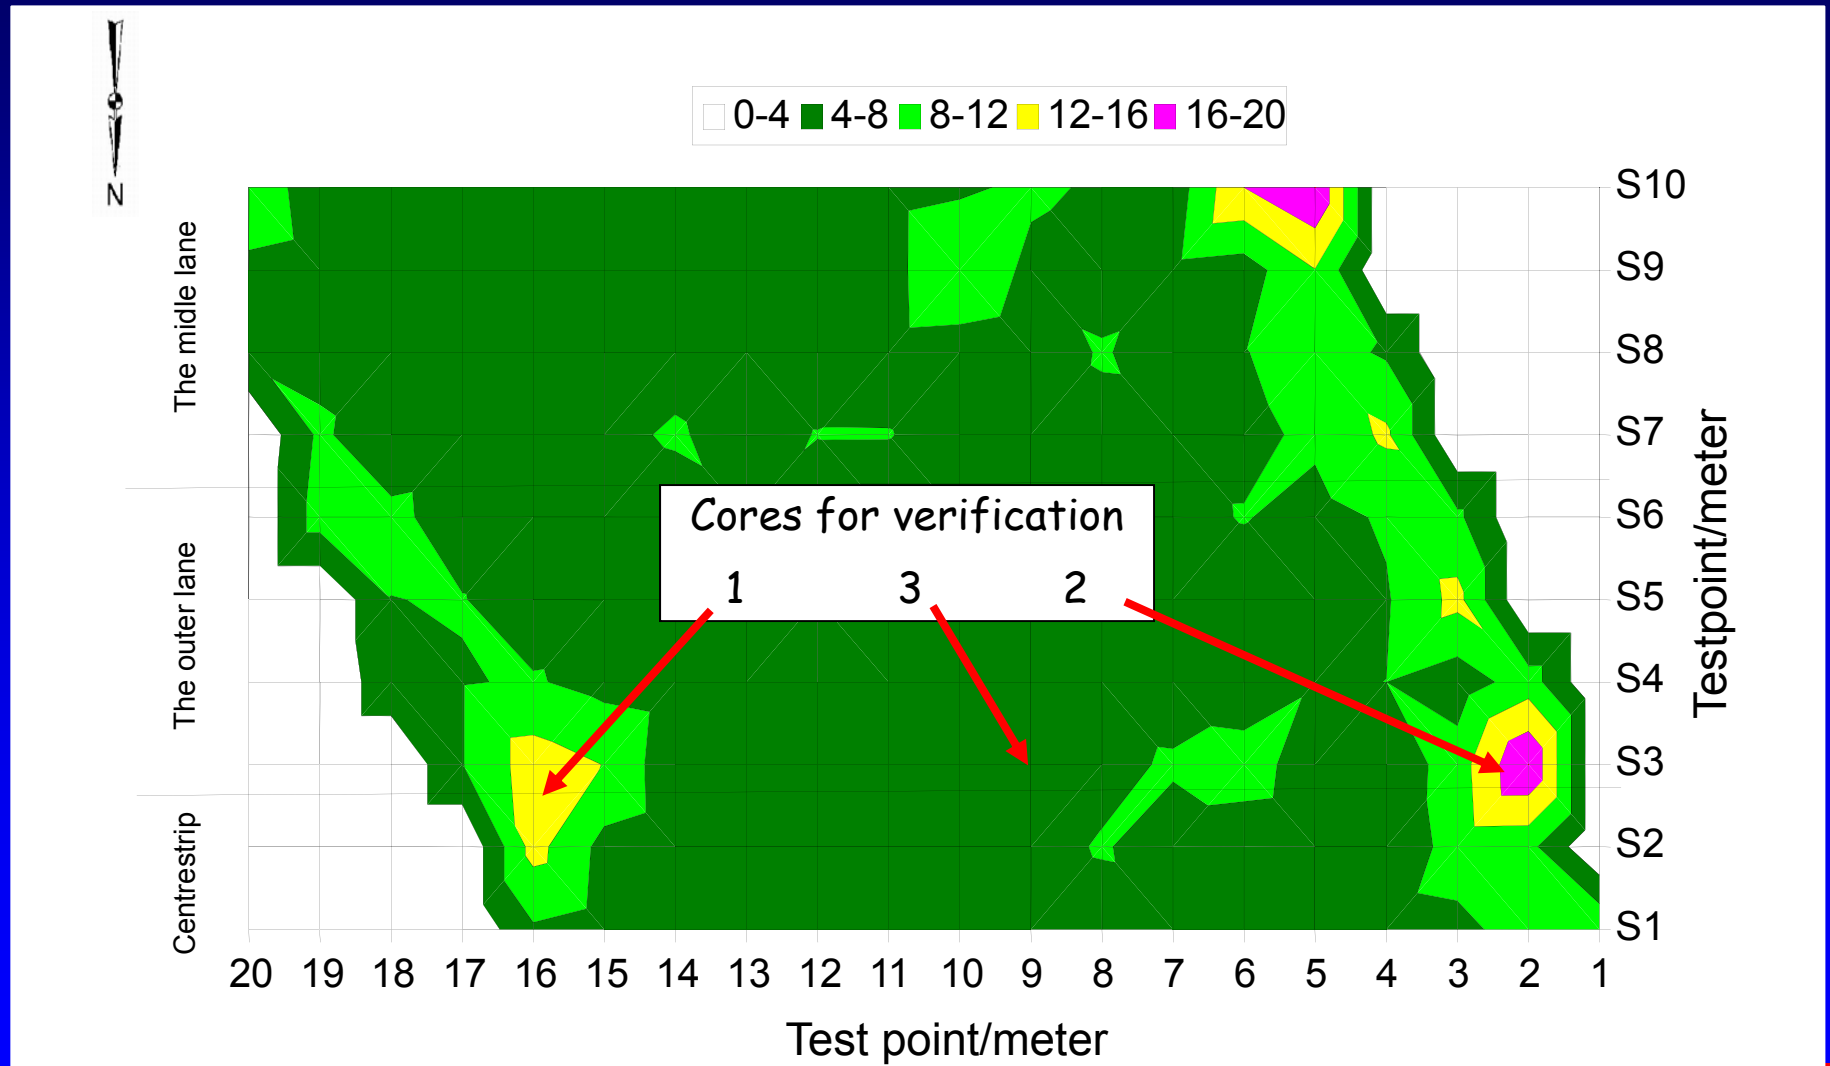 N
0-4 4-8 8-12 12-16 16-20
The middle lane
The outer lane
Centrestrip
Cores for verification
1 3 2
S10
S9
S8
S7
S6
S5
S4
S3
S2
S1
Testpoint/meter
20 19 18 17 16 15 14 13 12 11 10 9 8 7 6 5 4 3 2 1
Test point/meter